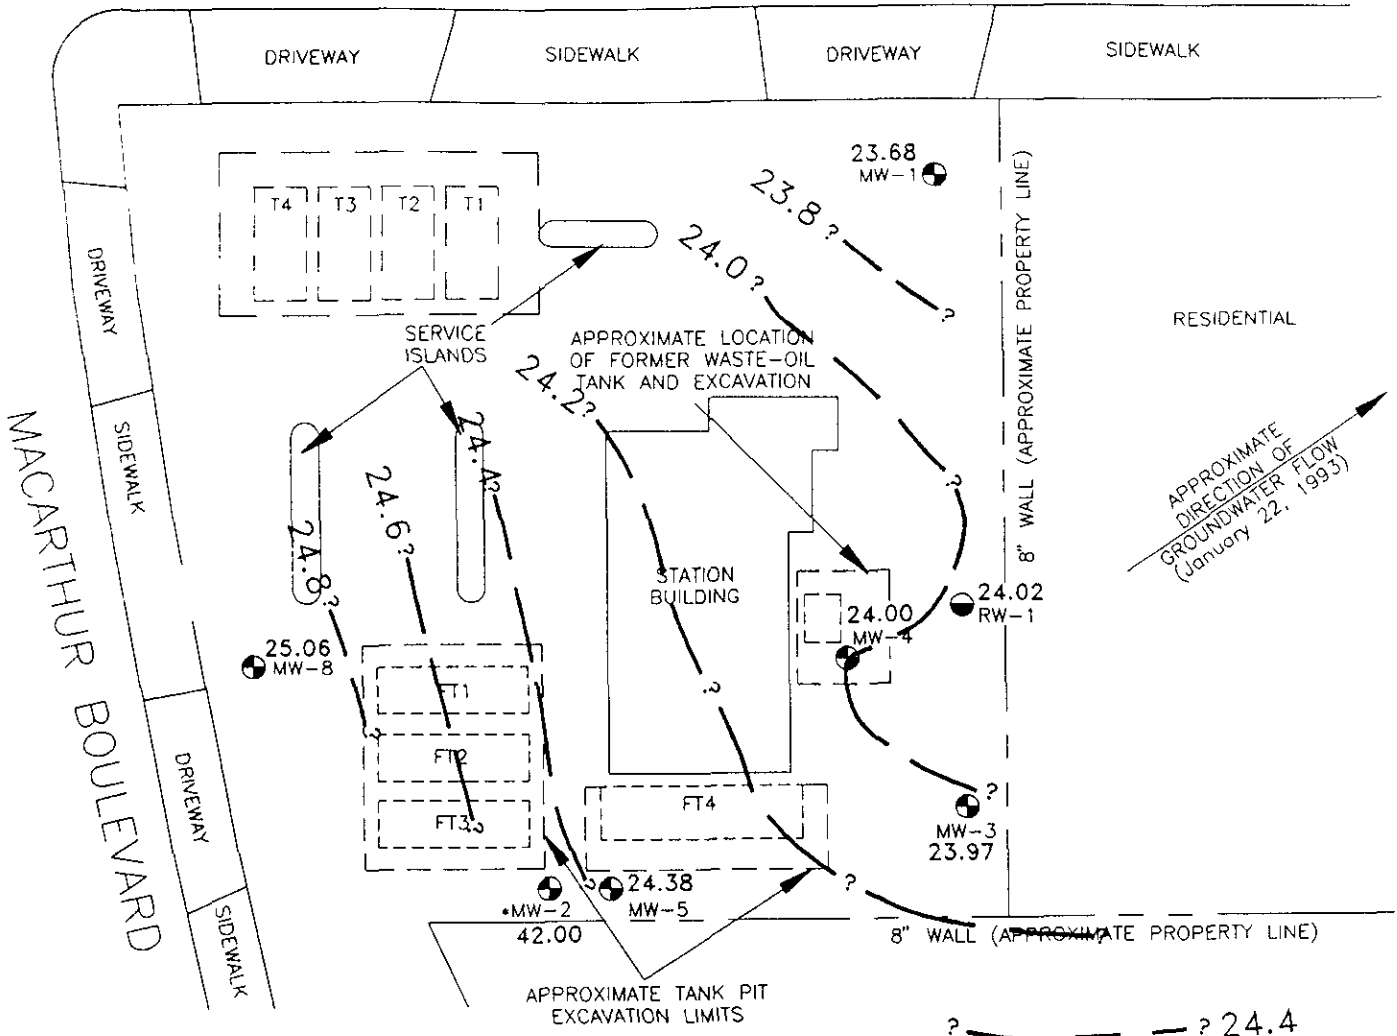 DRIVEWAY
SIDEWALK
DRIVEWAY
SIDEWALK
23.68
MW-1
23.8?
?
T4
T3
T2
T1
24.0?
8" WALL (APPROXIMATE PROPERTY LINE)
DRIVEWAY
RESIDENTIAL
SERVICE
ISLANDS
APPROXIMATE LOCATION
OF FORMER WASTE-OIL
TANK AND EXCAVATION
24.2?
24.4?
SIDEWALK
MACARTHUR BOULEVARD
24.6?
?
APPROXIMATE
DIRECTION OF
GROUNDWATER FLOW
(January 22, 1993)
24.8?
STATION
BUILDING
24.00
MW-4
24.02
RW-1
25.06
MW-8
FT1
?
?
FT2
DRIVEWAY
FT3
?
FT4
?
MW-3
23.97
?
?
24.38
MW-5
*MW-2
42.00
SIDEWALK
8" WALL (APPROXIMATE PROPERTY LINE)
APPROXIMATE TANK PIT
EXCAVATION LIMITS
? ? 24.4